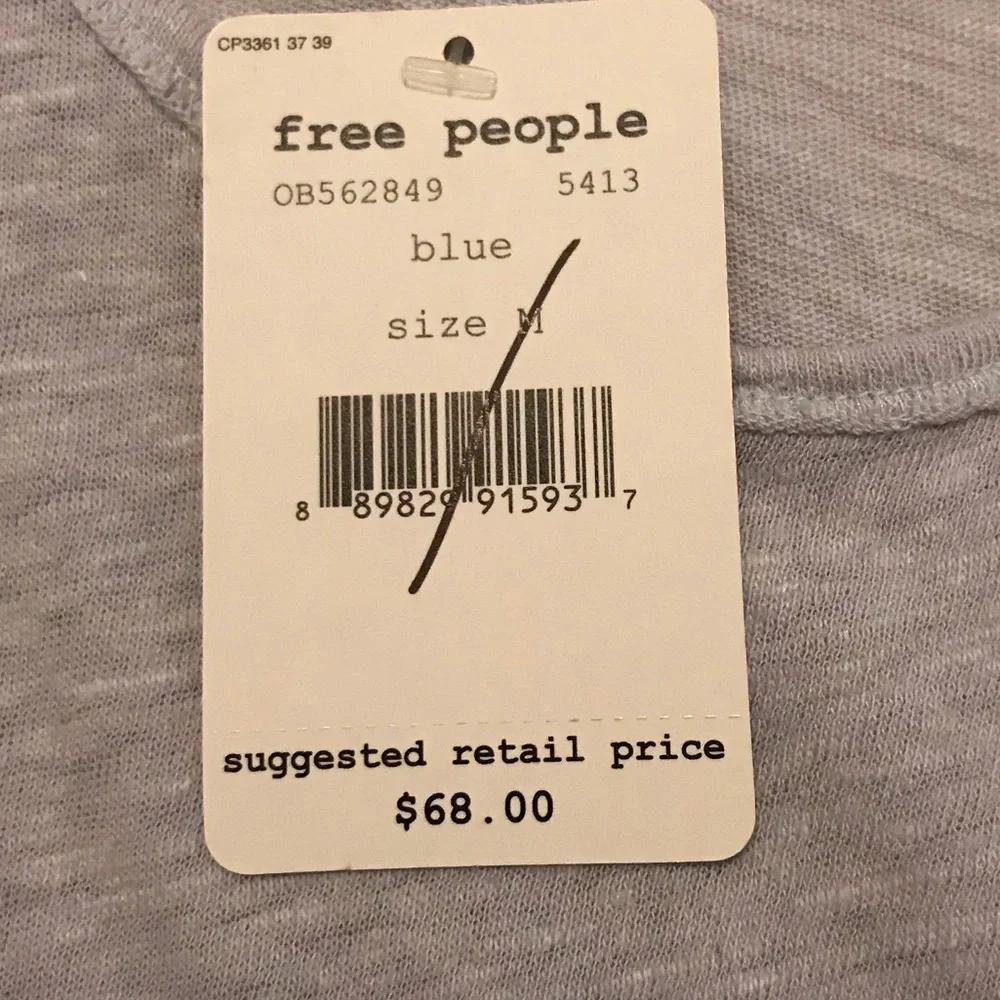 CP3361 37 39
free people
OB562849 5413
blue
size M
8 89829 91593 7
suggested retail price
$68.00